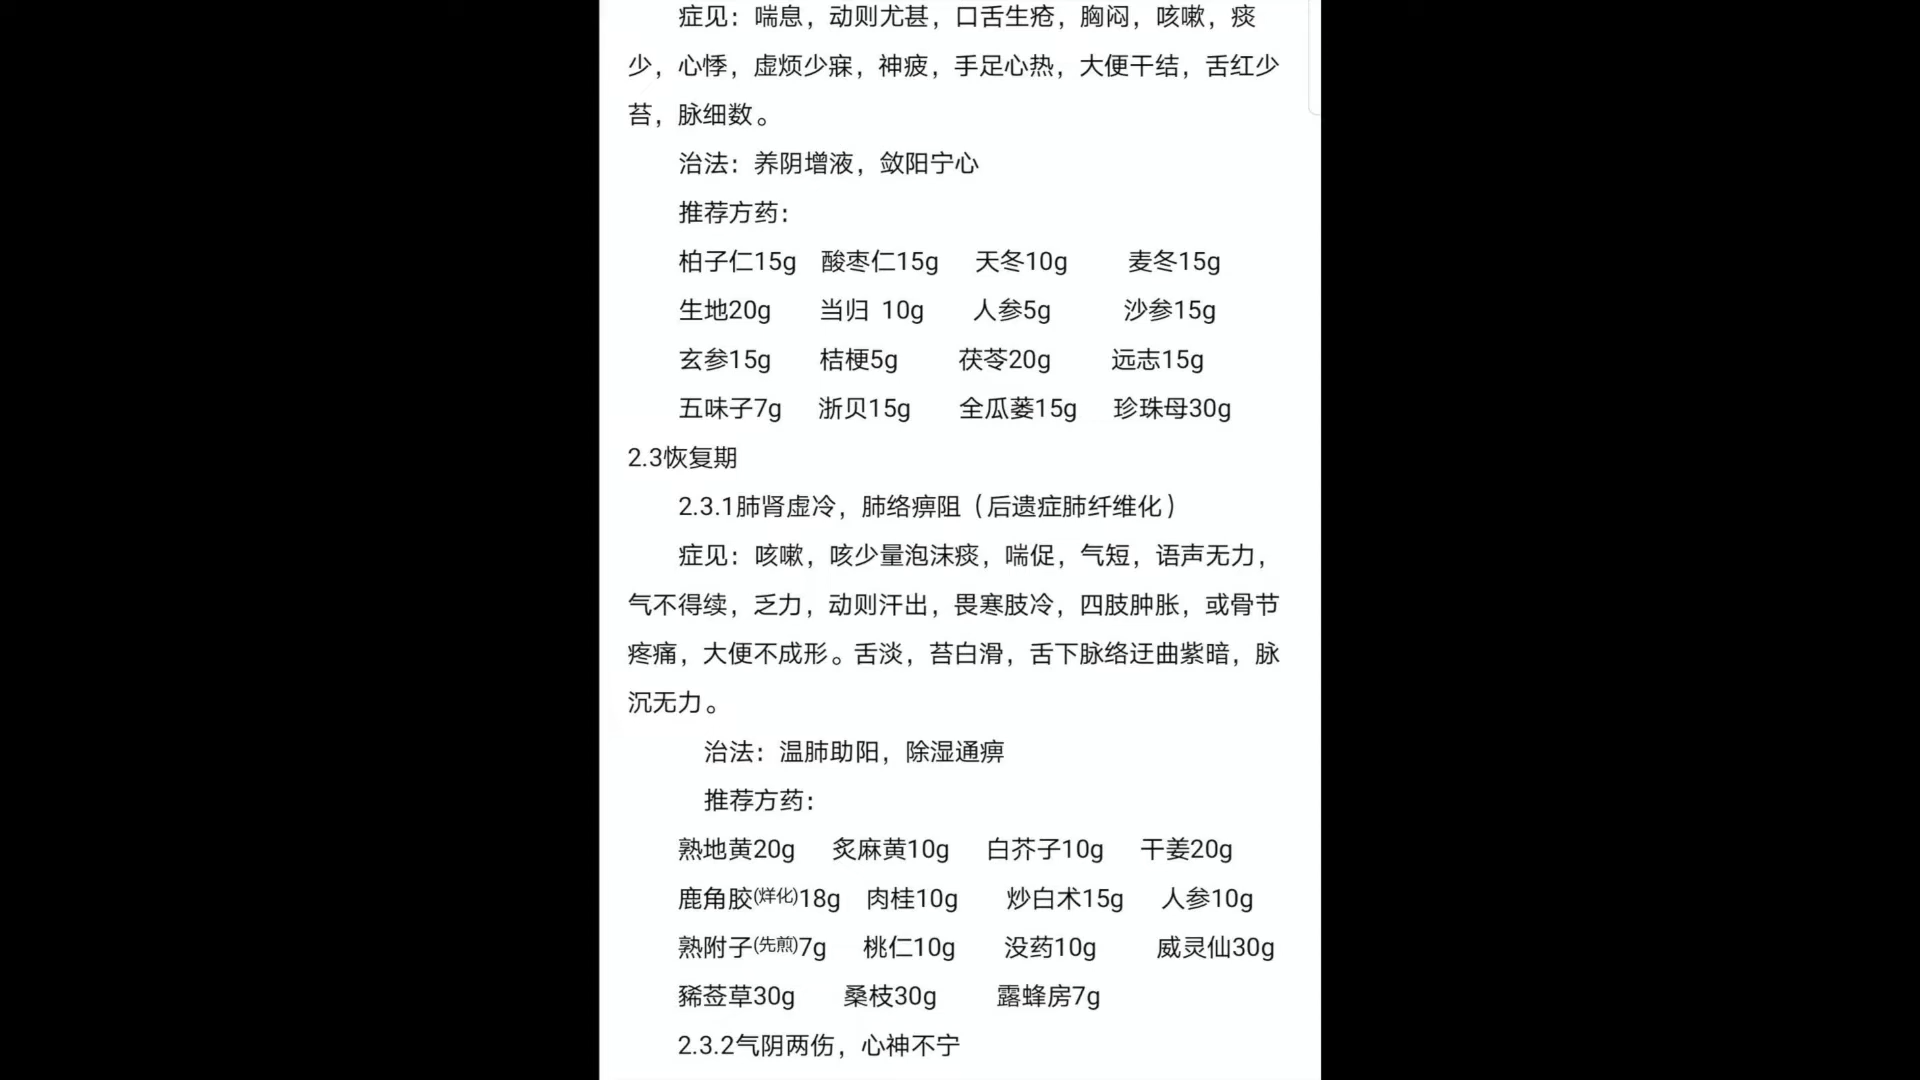 症见：喘息，动则尤甚，口舌生疮，胸闷，咳嗽，痰
少，心悸，虚烦少寐，神疲，手足心热，大便干结，舌红少
苔，脉细数。
治法：养阴增液，敛阳宁心
推荐方药：
柏子仁15g 酸枣仁15g 天冬10g 麦冬15g
生地20g 当归 10g 人参5g 沙参15g
玄参15g 桔梗5g 茯苓20g 远志15g
五味子7g 浙贝15g 全瓜蒌15g 珍珠母30g
2.3恢复期
2.3.1肺肾虚冷，肺络痹阻（后遗症肺纤维化）
症见：咳嗽，咳少量泡沫痰，喘促，气短，语声无力，
气不得续，乏力，动则汗出，畏寒肢冷，四肢肿胀，或骨节
疼痛，大便不成形。舌淡，苔白滑，舌下脉络迂曲紫暗，脉
沉无力。
治法：温肺助阳，除湿通痹
推荐方药：
熟地黄20g 炙麻黄10g 白芥子10g 干姜20g
鹿角胶(烊化)18g 肉桂10g 炒白术15g 人参10g
熟附子(先煎)7g 桃仁10g 没药10g 威灵仙30g
豨莶草30g 桑枝30g 露蜂房7g
2.3.2气阴两伤，心神不宁